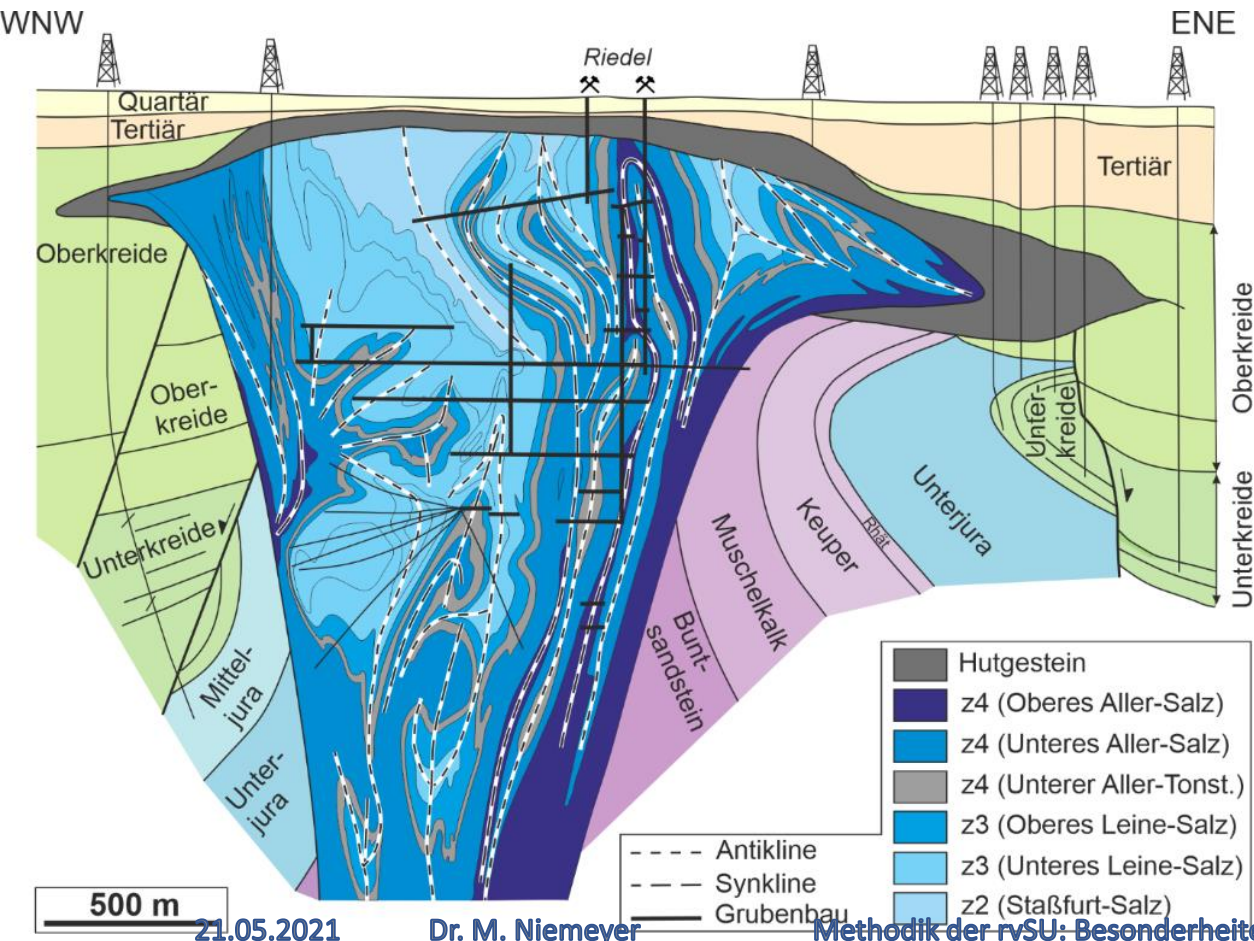 WNW
ENE
Riedel
Quartär
Tertiär
Tertiär
Oberkreide
Ober-
kreide
Unterkreide
Mittel-
jura
Unter-
jura
Bunt-
sandstein
Muschelkalk
Keuper
Rhät
Unterjura
Unter-
kreide
Oberkreide
Unterkreide
Hutgestein
z4 (Oberes Aller-Salz)
z4 (Unteres Aller-Salz)
z4 (Unterer Aller-Tonst.)
z3 (Oberes Leine-Salz)
z3 (Unteres Leine-Salz)
z2 (Staßfurt-Salz)
Antikline
Synkline
Grubenbau
500 m
21.05.2021 Dr. M. Niemeyer Methodik der rvSU: Besonderheit